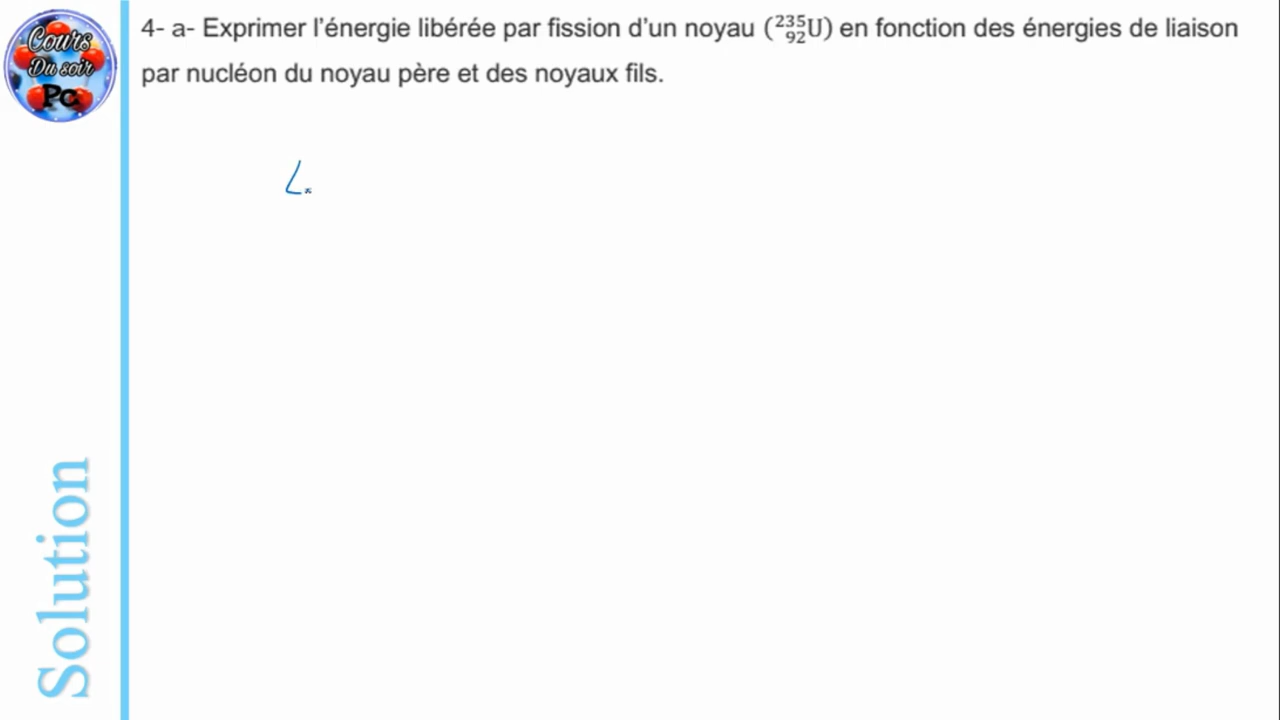 4- a- Exprimer l’énergie libérée par fission d’un noyau (²³⁵₉₂U) en fonction des énergies de liaison
par nucléon du noyau père et des noyaux fils.
Cours
Du soir
Pc
L
Solution